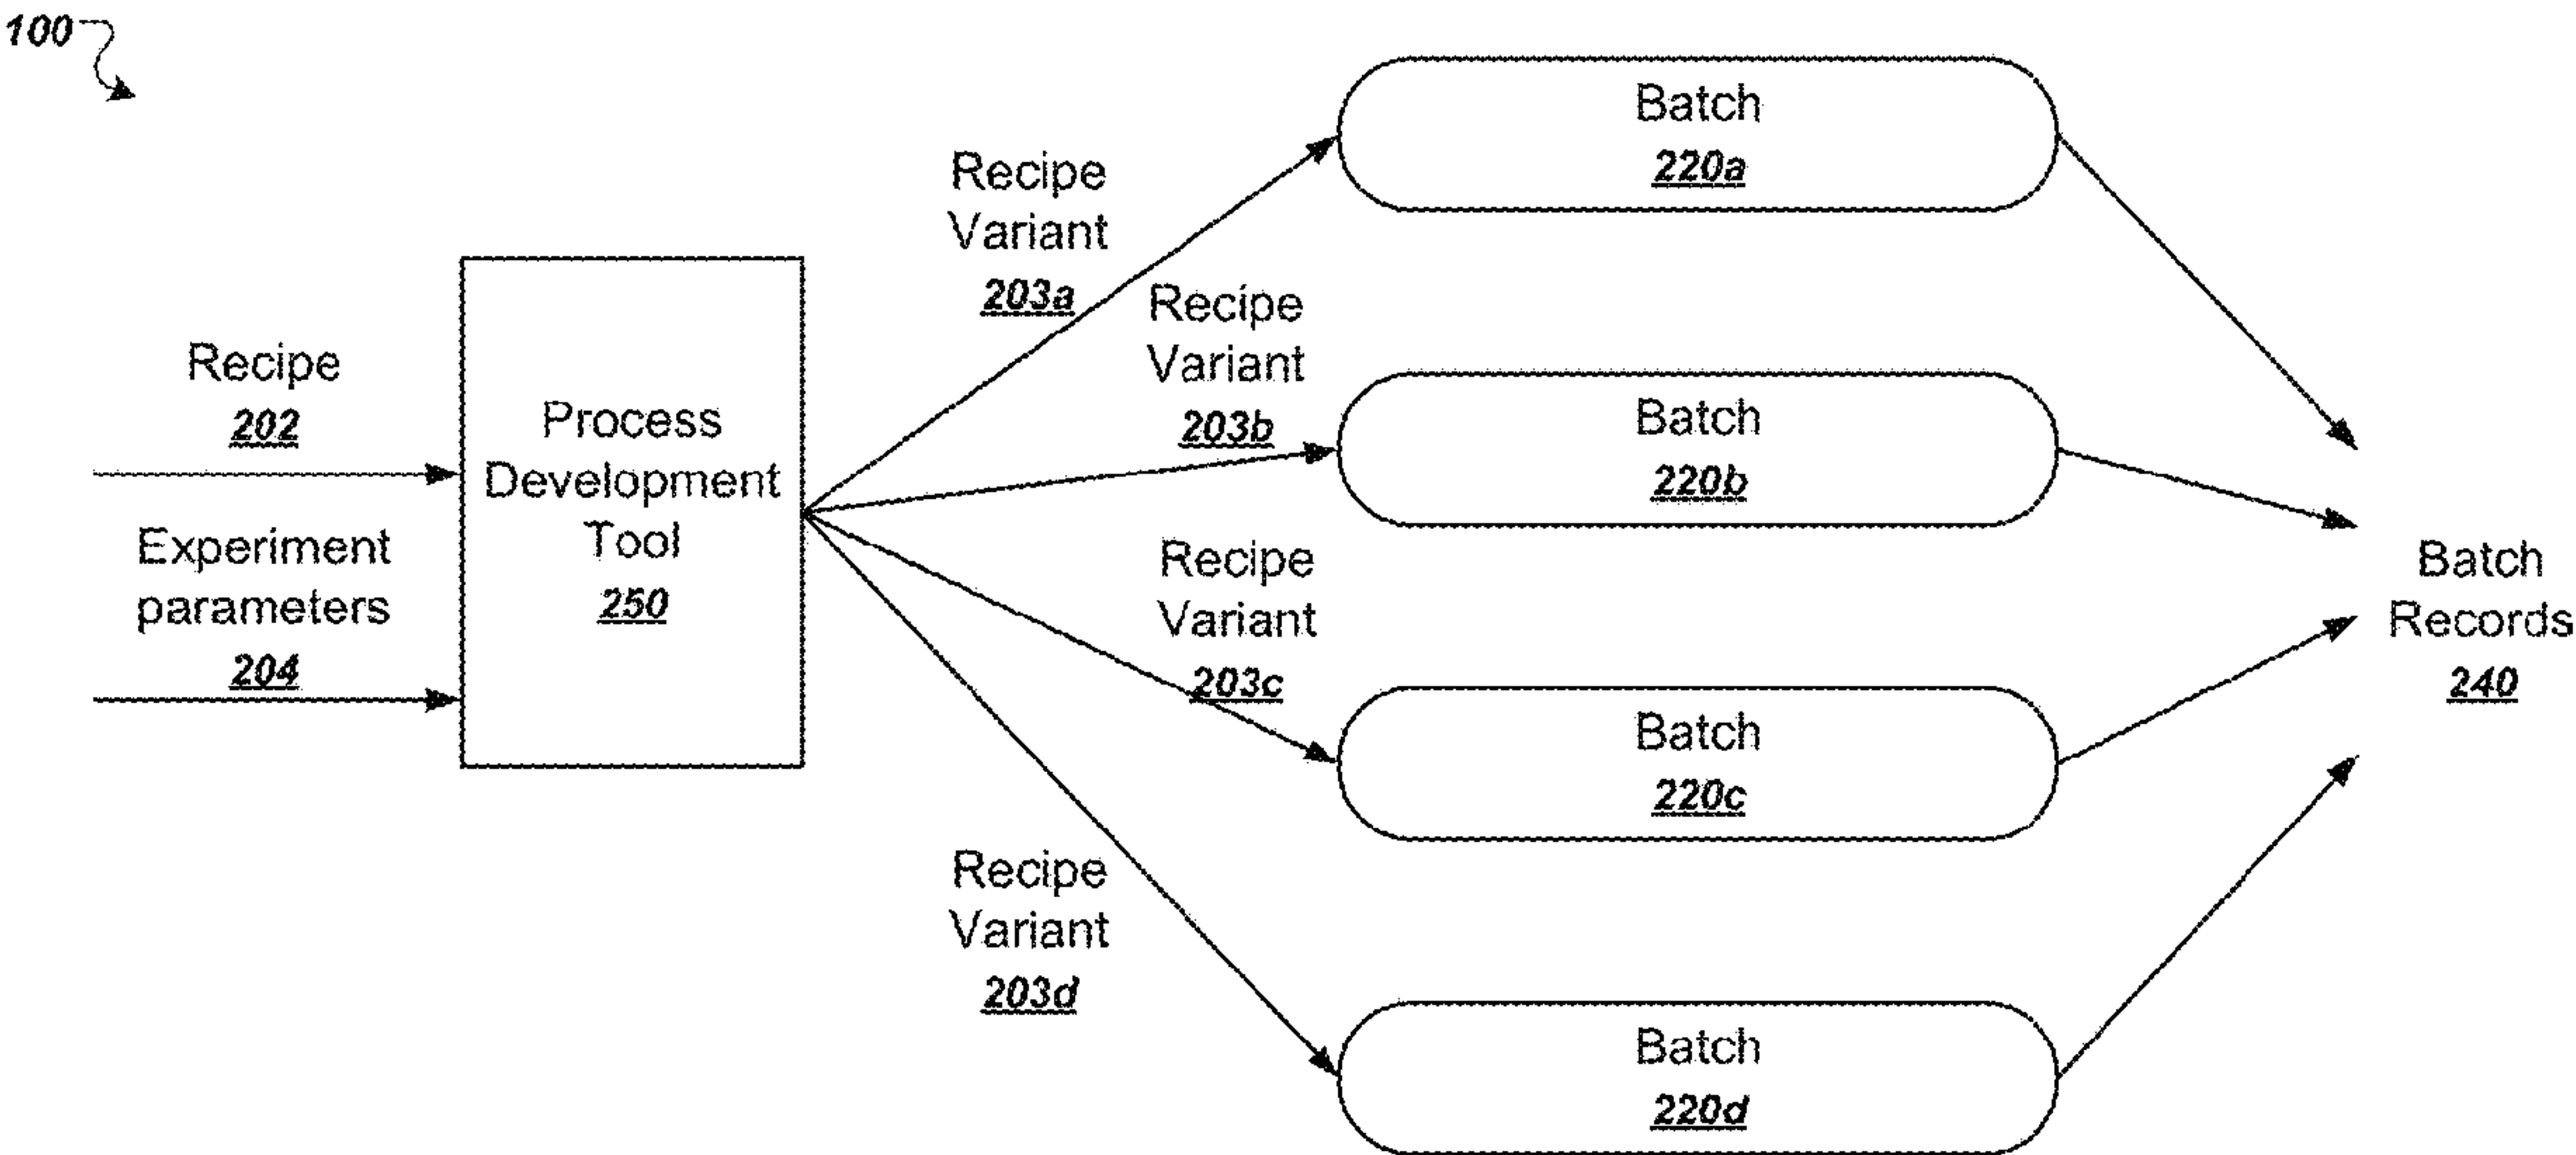 100
Recipe
202
Experiment
parameters
204
Process
Development
Tool
250
Recipe
Variant
203a
Recipe
Variant
203b
Recipe
Variant
203c
Recipe
Variant
203d
Batch
220a
Batch
220b
Batch
220c
Batch
220d
Batch
Records
240